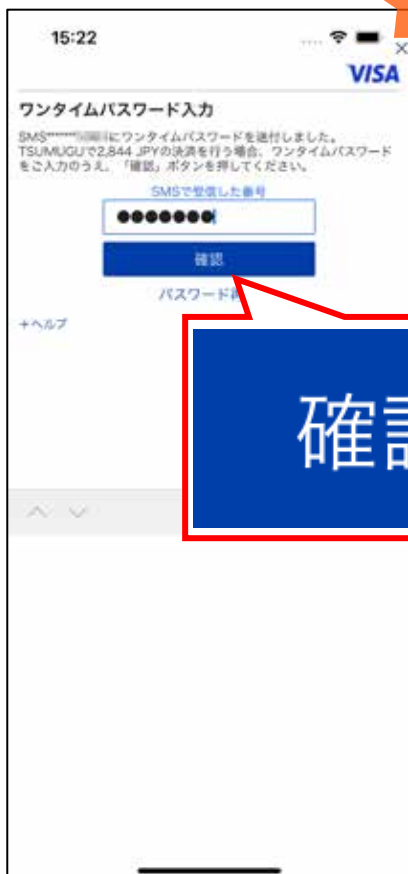 15:22
VISA
ワンタイムパスワード入力
SMS******にワンタイムパスワードを送付しました。
TSUMUGUで2,844 JPYの決済を行う場合、ワンタイムパスワード
をご入力のうえ、「確認」ボタンを押してください。
SMSで受信した番号
確認
パスワード
+ヘルプ
確